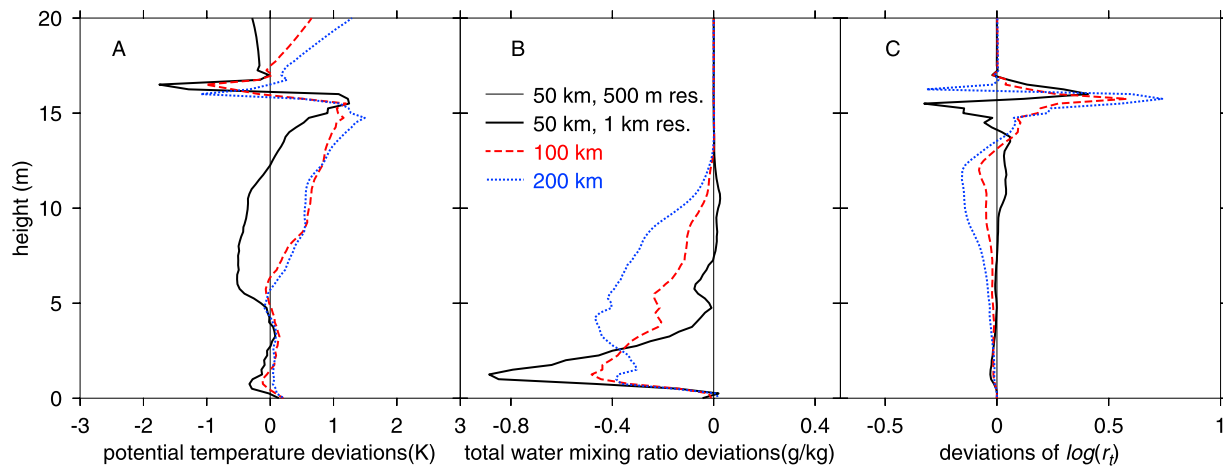 20
15
10
5
0
height (m)
A
B
C
50 km, 500 m res.
50 km, 1 km res.
100 km
200 km
-3 -2 -1 0 1 2 3
-0.8 -0.4 0 0.4
-0.5 0 0.5 1
potential temperature deviations(K)
total water mixing ratio deviations(g/kg)
deviations of log(rt)